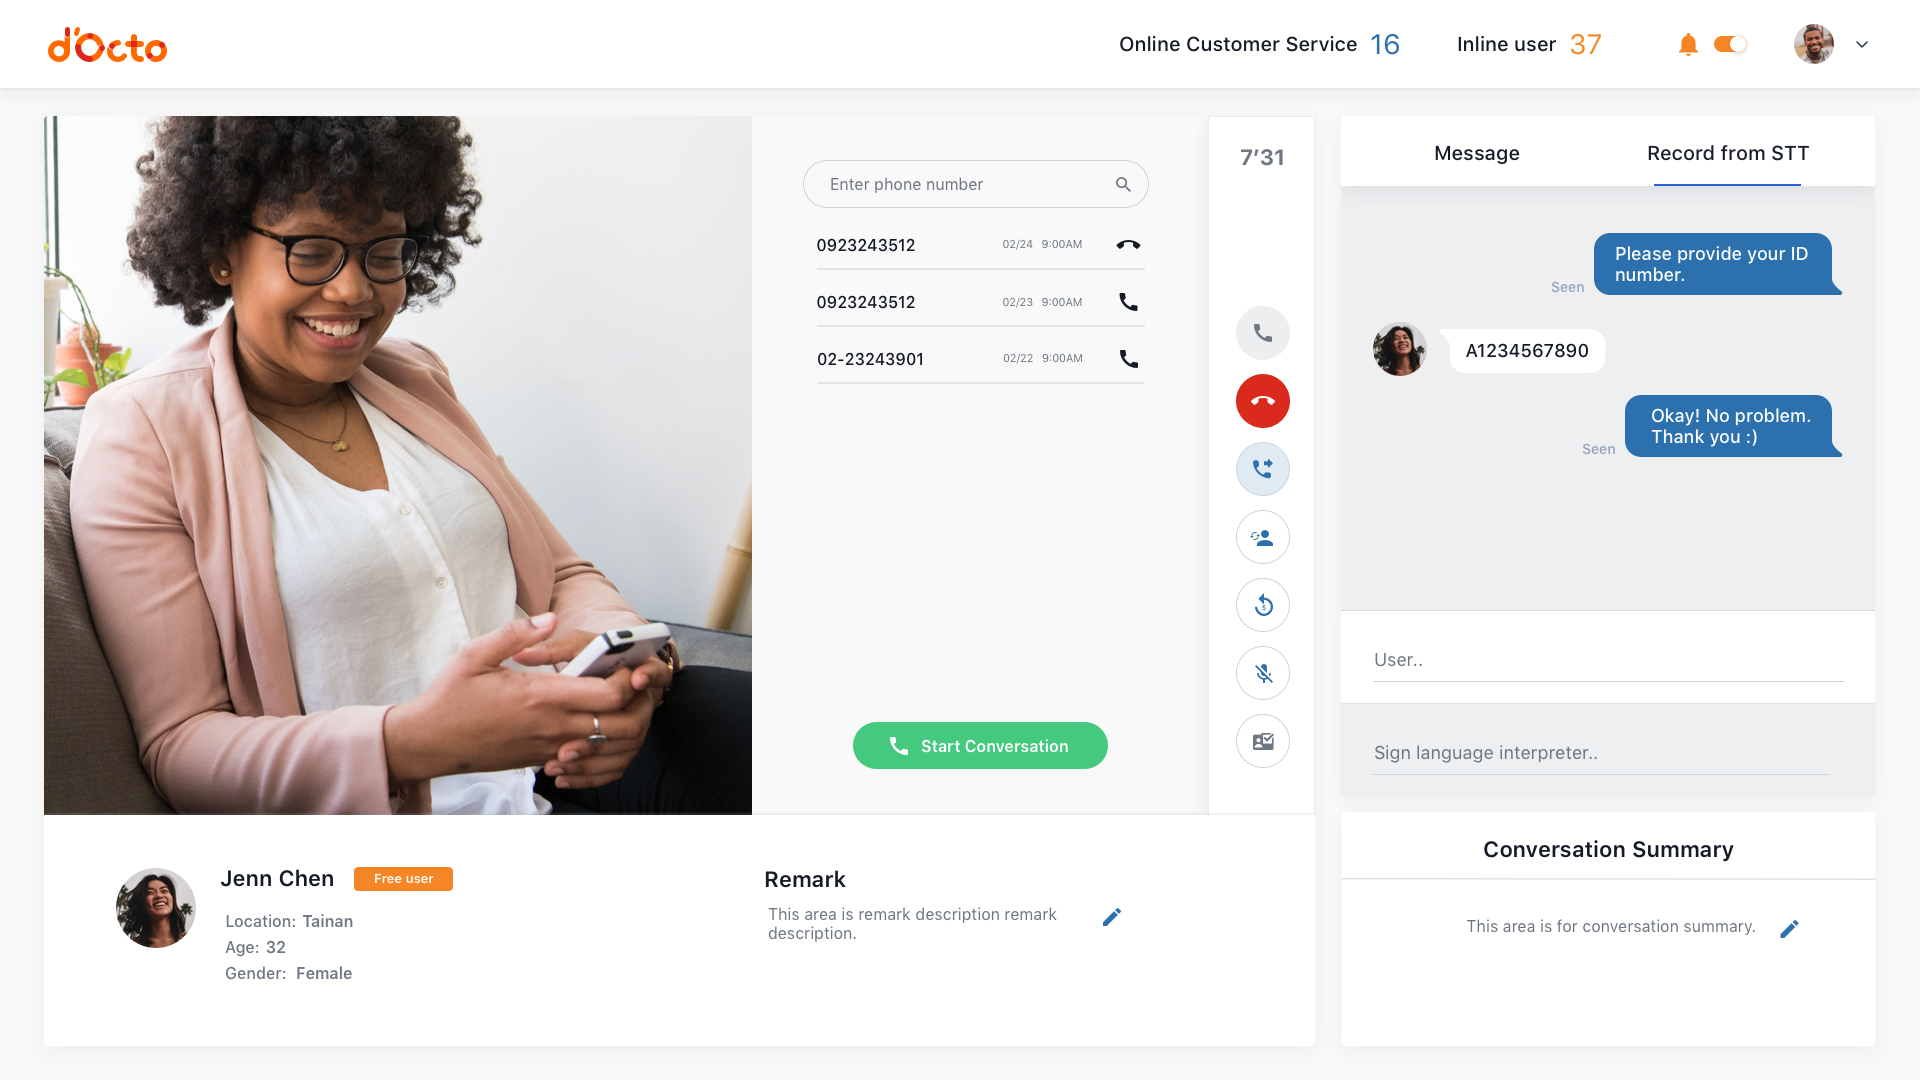 d'Octo
Online Customer Service 16
Inline user 37
Enter phone number
0923243512 02/24 9:00AM
0923243512 02/23 9:00AM
02-23243901 02/22 9:00AM
Start Conversation
7’31
5
Message
Record from STT
Please provide your ID
number.
Seen
A1234567890
Okay! No problem.
Thank you :)
Seen
User..
Sign language interpreter..
Jenn Chen
Free user
Location: Tainan
Age: 32
Gender: Female
Remark
This area is remark description remark
description.
Conversation Summary
This area is for conversation summary.